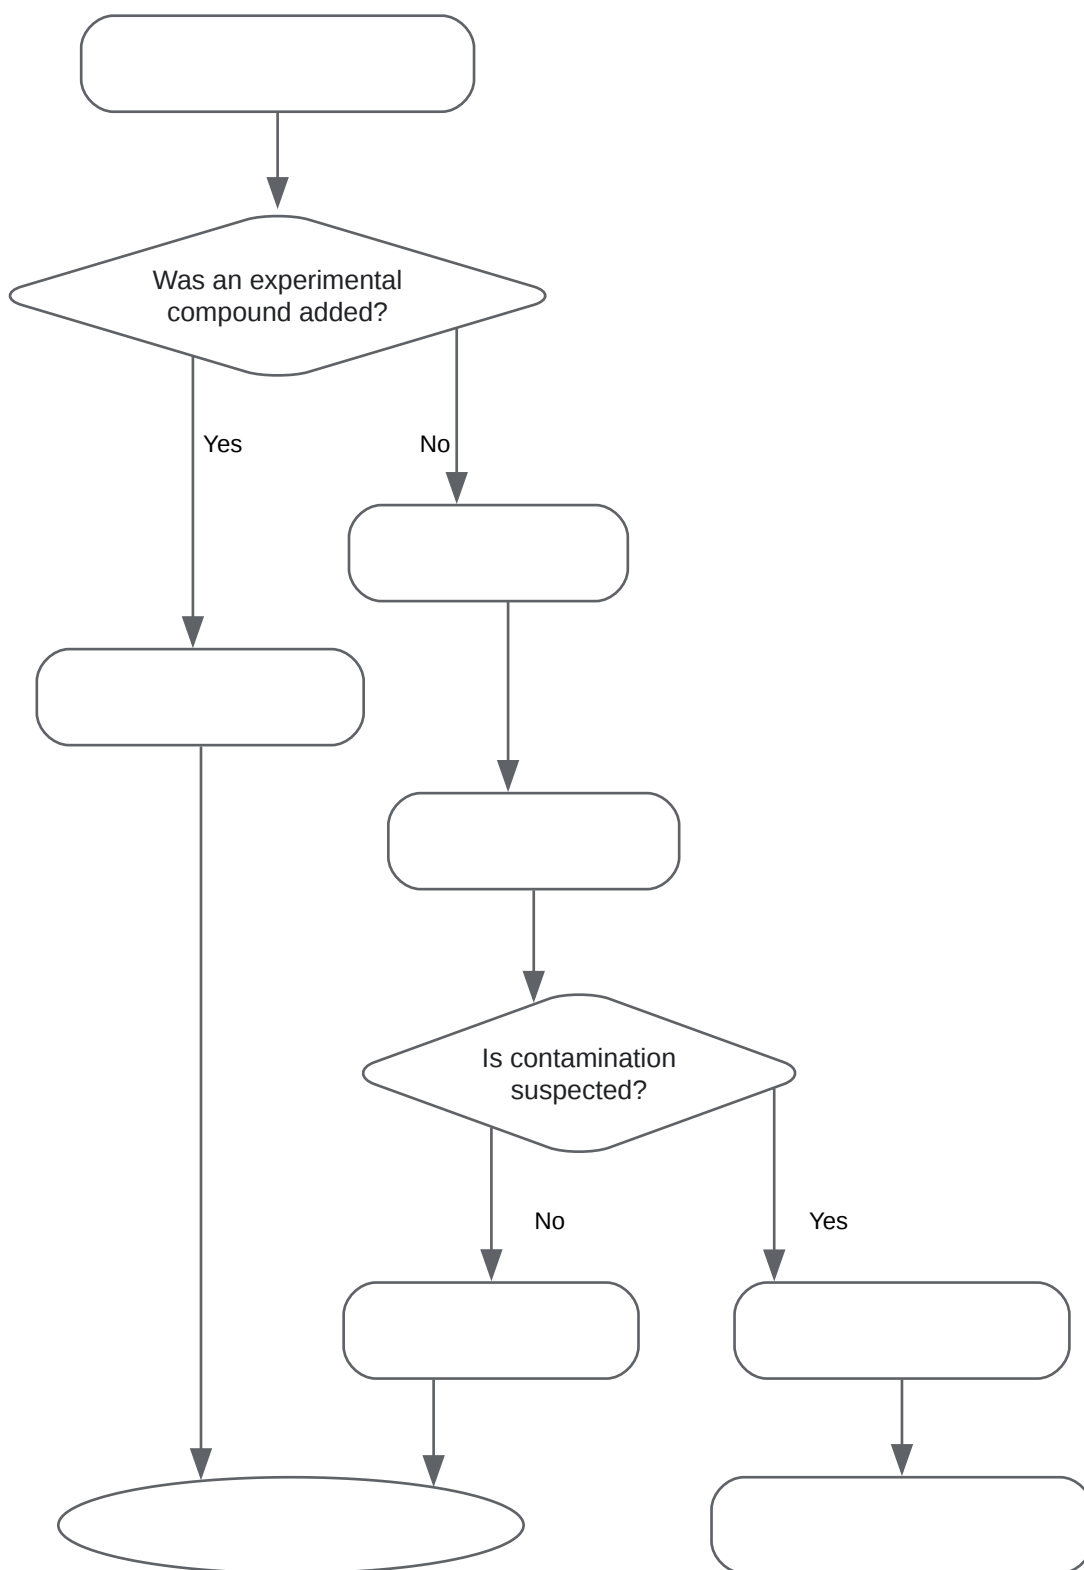 Was an experimental
compound added?
Yes
No
Is contamination
suspected?
No
Yes